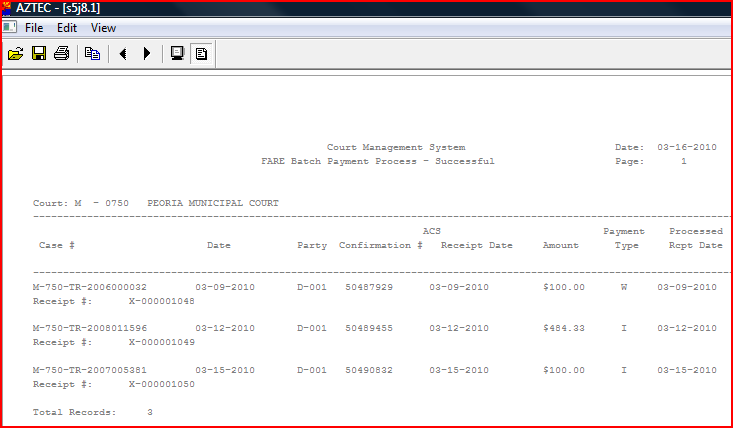 AZTEC - [s5j8.1]
File Edit View
Court Management System Date: 03-16-2010
FARE Batch Payment Process - Successful Page: 1
Court: M - 0750 PEORIA MUNICIPAL COURT
ACS Payment Processed
Case # Date Party Confirmation # Receipt Date Amount Type Rcpt Date
M-750-TR-2006000032 03-09-2010 D-001 50487929 03-09-2010 $100.00 W 03-09-2010
Receipt #: X-000001048
M-750-TR-2008011596 03-12-2010 D-001 50489455 03-12-2010 $484.33 I 03-12-2010
Receipt #: X-000001049
M-750-TR-2007005381 03-15-2010 D-001 50490832 03-15-2010 $100.00 I 03-15-2010
Receipt #: X-000001050
Total Records: 3